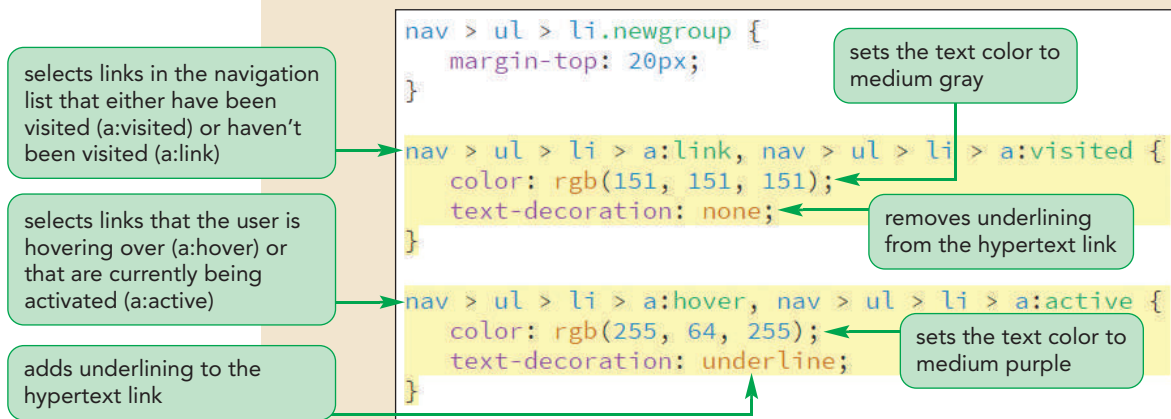 nav > ul > li.newgroup {
margin-top: 20px;
}
sets the text color to
medium gray
selects links in the navigation
list that either have been
visited (a:visited) or haven't
been visited (a:link)
nav > ul > li > a:link, nav > ul > li > a:visited {
color: rgb(151, 151, 151);
text-decoration: none;
}
removes underlining
from the hypertext link
selects links that the user is
hovering over (a:hover) or
that are currently being
activated (a:active)
nav > ul > li > a:hover, nav > ul > li > a:active {
color: rgb(255, 64, 255);
text-decoration: underline;
}
sets the text color to
medium purple
adds underlining to the
hypertext link